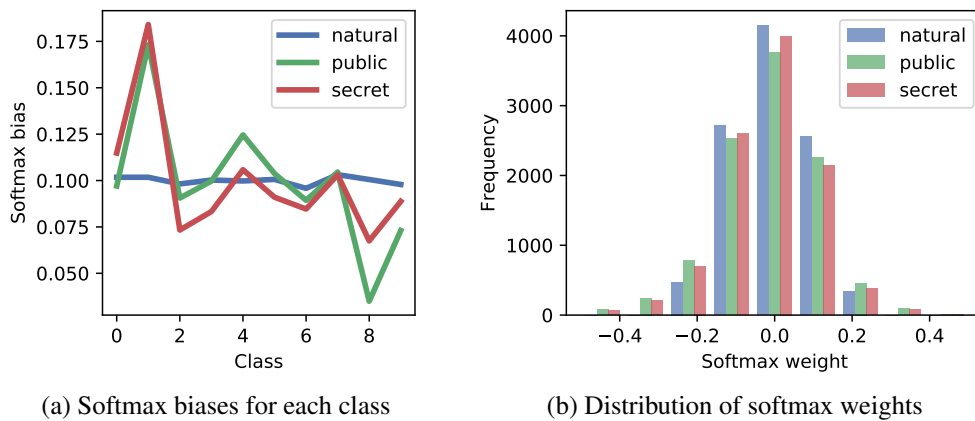 0.175
0.150
0.125
0.100
0.075
0.050
Softmax bias
0 2 4 6 8
Class
natural
public
secret
(a) Softmax biases for each class
4000
3000
2000
1000
0
Frequency
−0.4 −0.2 0.0 0.2 0.4
Softmax weight
natural
public
secret
(b) Distribution of softmax weights